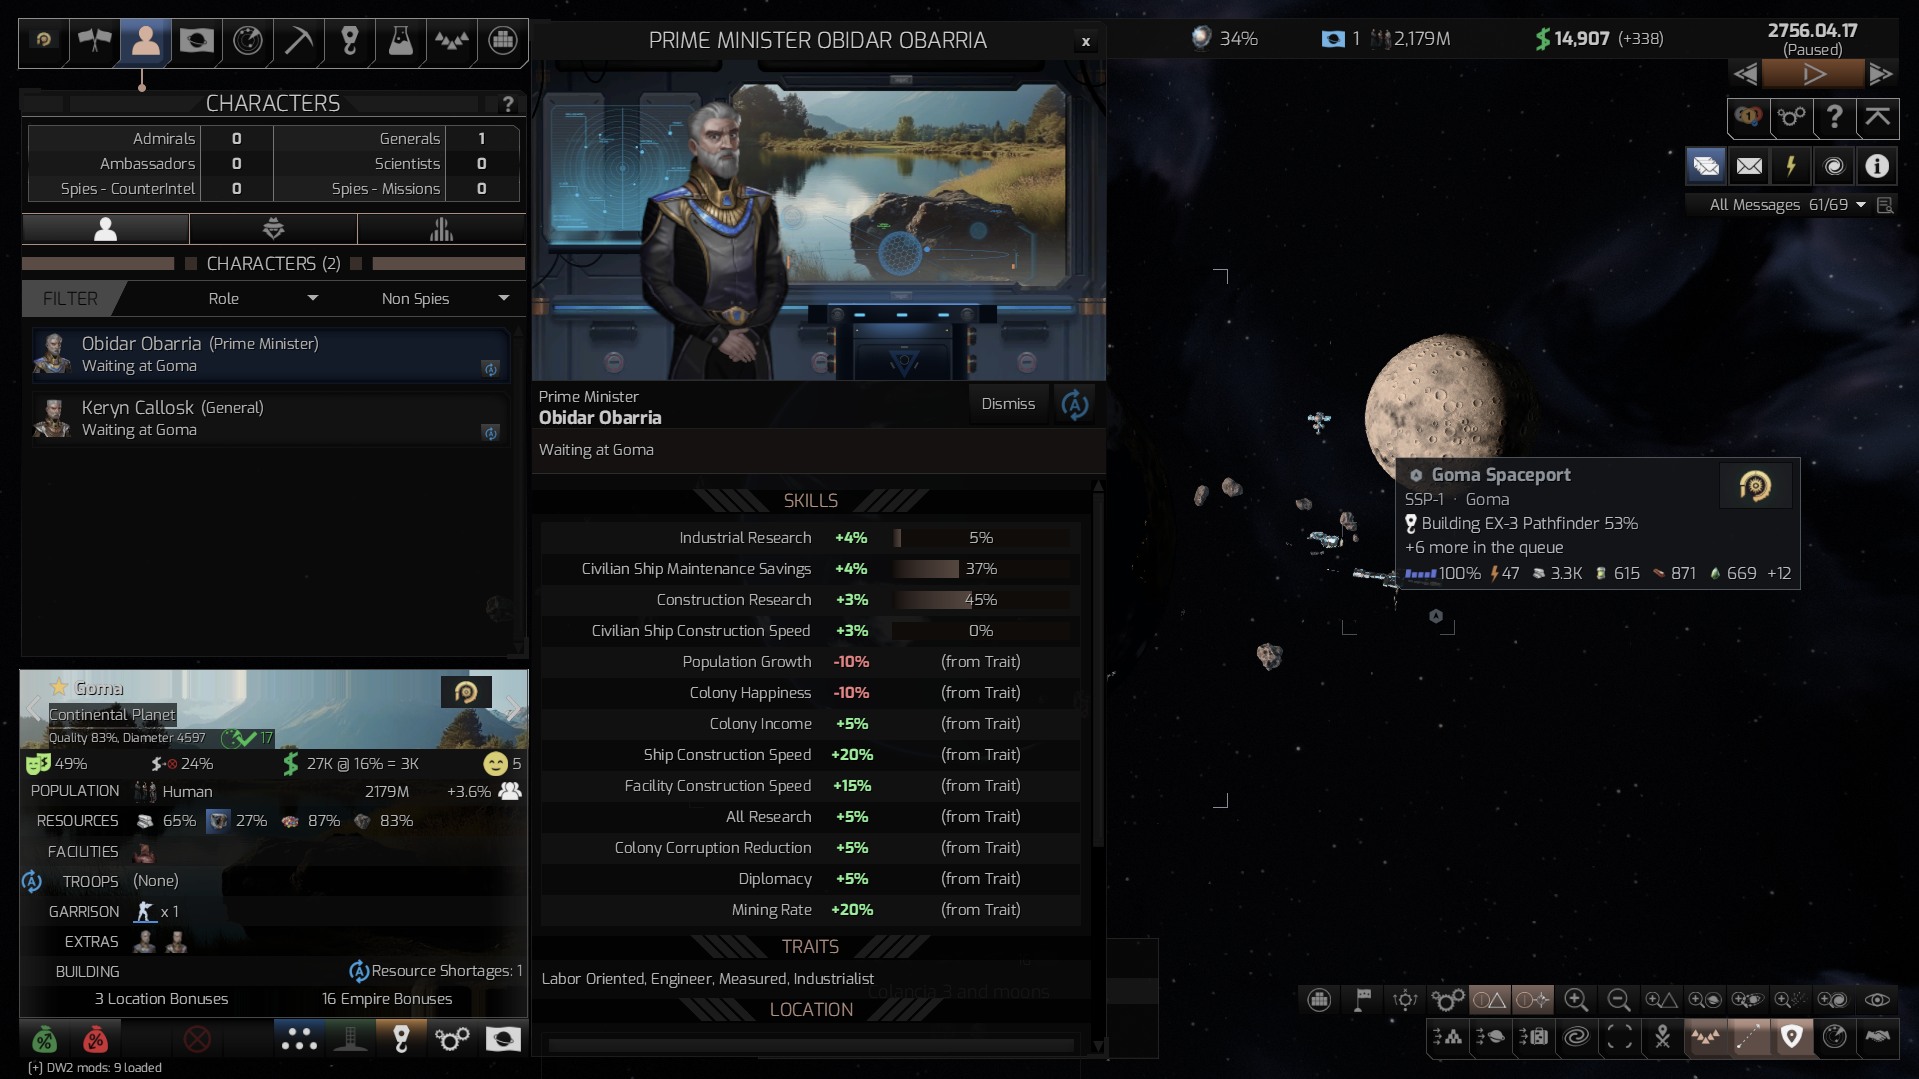 PRIME MINISTER OBIDAR OBARRIA
x
34%
1
2,179M
14,907 (+338)
2756.04.17
(Paused)
CHARACTERS
?
Admirals 0 Generals 1
Ambassadors 0 Scientists 0
Spies - CounterIntel 0 Spies - Missions 0
CHARACTERS (2)
FILTER Role Non Spies
Obidar Obarria (Prime Minister)
Waiting at Goma
Keryn Callosk (General)
Waiting at Goma
Prime Minister
Obidar Obarria
Dismiss
Waiting at Goma
SKILLS
Industrial Research +4% 5%
Civilian Ship Maintenance Savings +4% 37%
Construction Research +3% 45%
Civilian Ship Construction Speed +3% 0%
Population Growth -10% (from Trait)
Colony Happiness -10% (from Trait)
Colony Income +5% (from Trait)
Ship Construction Speed +20% (from Trait)
Facility Construction Speed +15% (from Trait)
All Research +5% (from Trait)
Colony Corruption Reduction +5% (from Trait)
Diplomacy +5% (from Trait)
Mining Rate +20% (from Trait)
TRAITS
Labor Oriented, Engineer, Measured, Industrialist
Colancia 3 and moons
LOCATION
Goma
Continental Planet
Quality 83%, Diameter 4597 17
49% 24% 27K @ 16% = 3K 5
POPULATION Human 2179M +3.6%
RESOURCES 65% 27% 87% 83%
FACILITIES
TROOPS (None)
GARRISON x 1
EXTRAS
BUILDING Resource Shortages: 1
3 Location Bonuses 16 Empire Bonuses
[+] DW2 mods: 9 loaded
1
?
All Messages 61/69
Goma Spaceport
SSP-1 · Goma
Building EX-3 Pathfinder 53%
+6 more in the queue
100% 47 3.3K 615 871 669 +12